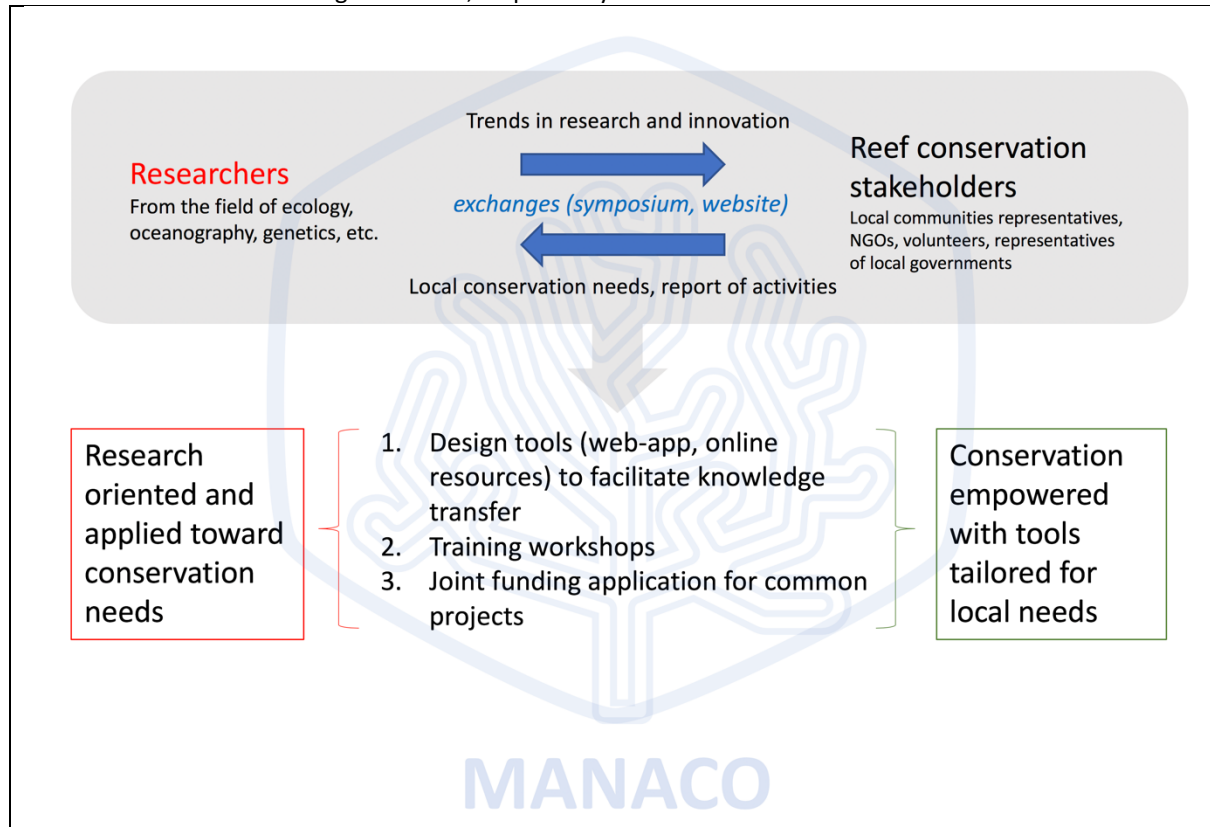 Trends in research and innovation
Researchers
From the field of ecology,
oceanography, genetics, etc.
exchanges (symposium, website)
Reef conservation
stakeholders
Local communities representatives,
NGOs, volunteers, representatives
of local governments
Local conservation needs, report of activities
Research
oriented and
applied toward
conservation
needs
1. Design tools (web-app, online
resources) to facilitate knowledge
transfer
2. Training workshops
3. Joint funding application for common
projects
Conservation
empowered
with tools
tailored for
local needs
MANACO